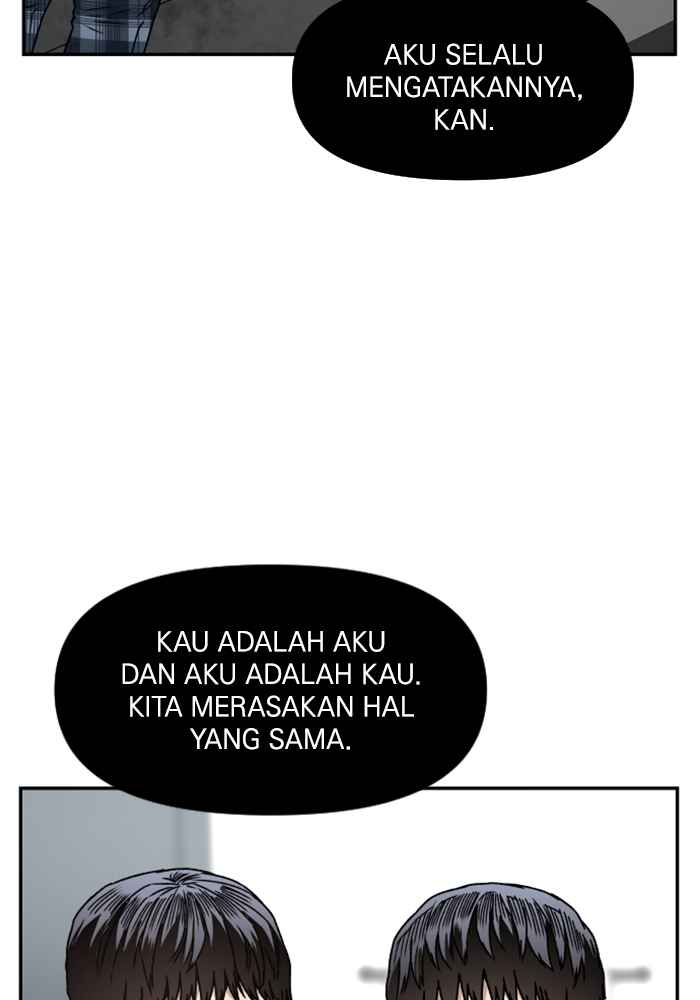 AKU SELALU
MENGATAKANNYA,
KAN.
KAU ADALAH AKU
DAN AKU ADALAH KAU.
KITA MERASAKAN HAL
YANG SAMA.